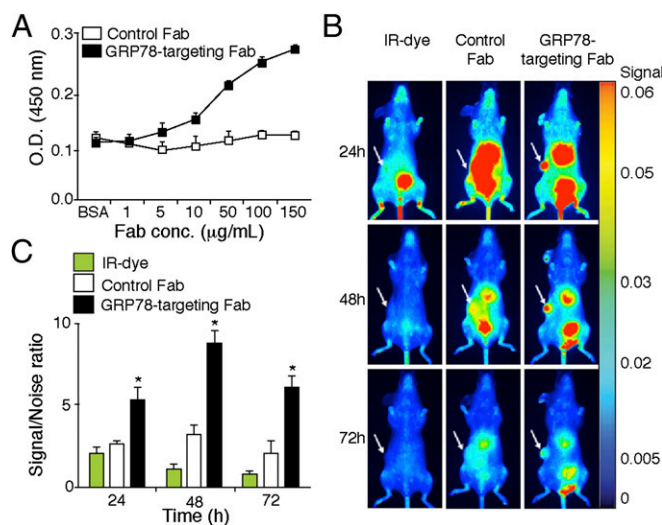 A
Control Fab
GRP78-targeting Fab
O.D. (450 nm)
0.3
0.2
0.1
0.0
BSA 1 5 10 50 100 150
Fab conc. (μg/mL)
B
IR-dye
Control
Fab
GRP78-
targeting Fab
Signal
0.06
0.05
0.03
0.02
0.005
0
24h
48h
72h
C
IR-dye
Control Fab
GRP78-targeting Fab
Signal/Noise ratio
10
5
0
* * *
24 48 72
Time (h)